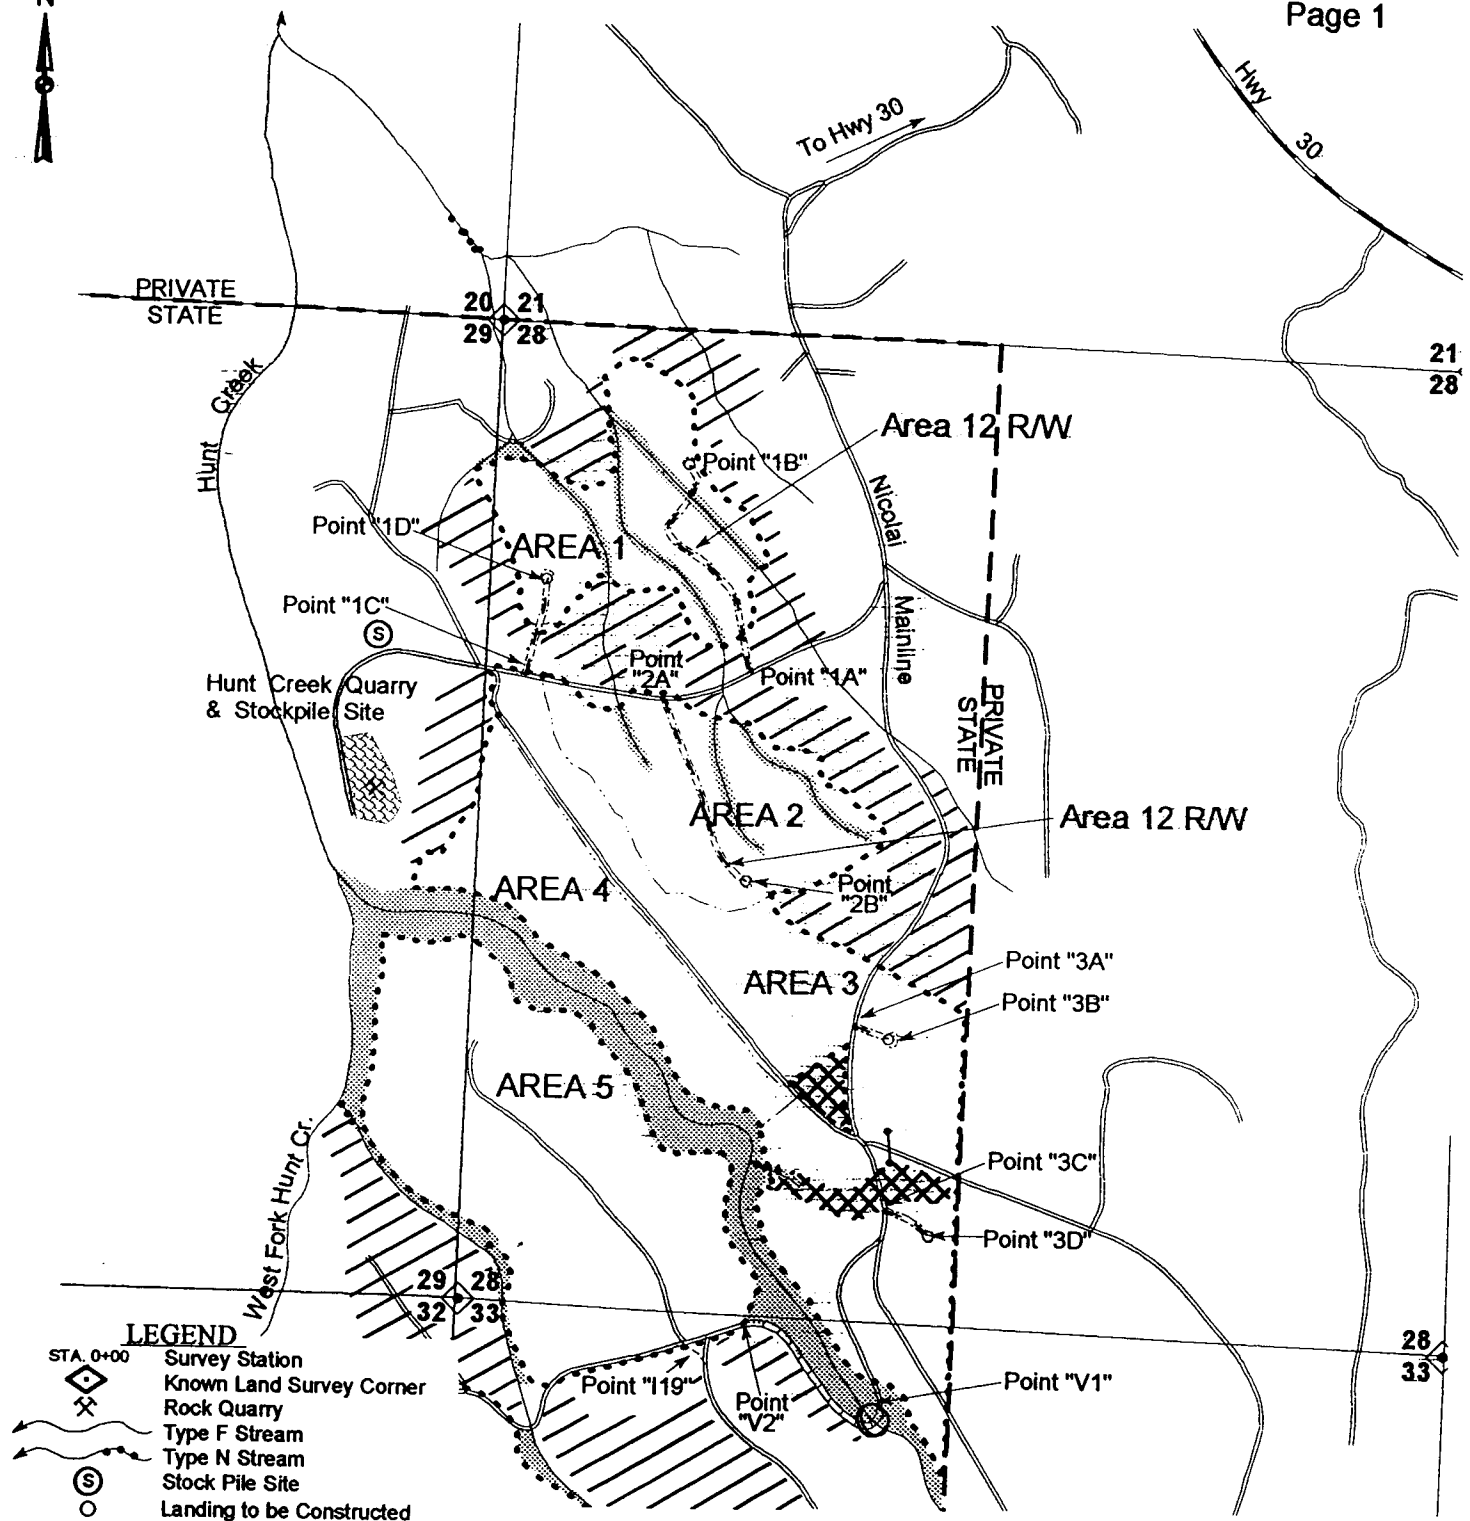 N
Page 1
Hwy 30
To Hwy 30
PRIVATE
STATE
20 21
29 28
21
28
Hunt Creek
Area 12 R/W
Point "1B"
Nicolai Mainline
Point "1D"
AREA 1
Point "1C"
S
Point
"2A"
Point "1A"
Hunt Creek Quarry
& Stockpile Site
PRIVATE
STATE
AREA 2
Area 12 R/W
AREA 4
Point
"2B"
Point "3A"
AREA 3
Point "3B"
AREA 5
West Fork Hunt Cr.
Point "3C"
Point "3D"
29 28
32 33
28
33
Point "I19"
Point
"V2"
Point "V1"
LEGEND
STA. 0+00 Survey Station
Known Land Survey Corner
Rock Quarry
Type F Stream
Type N Stream
S Stock Pile Site
Landing to be Constructed